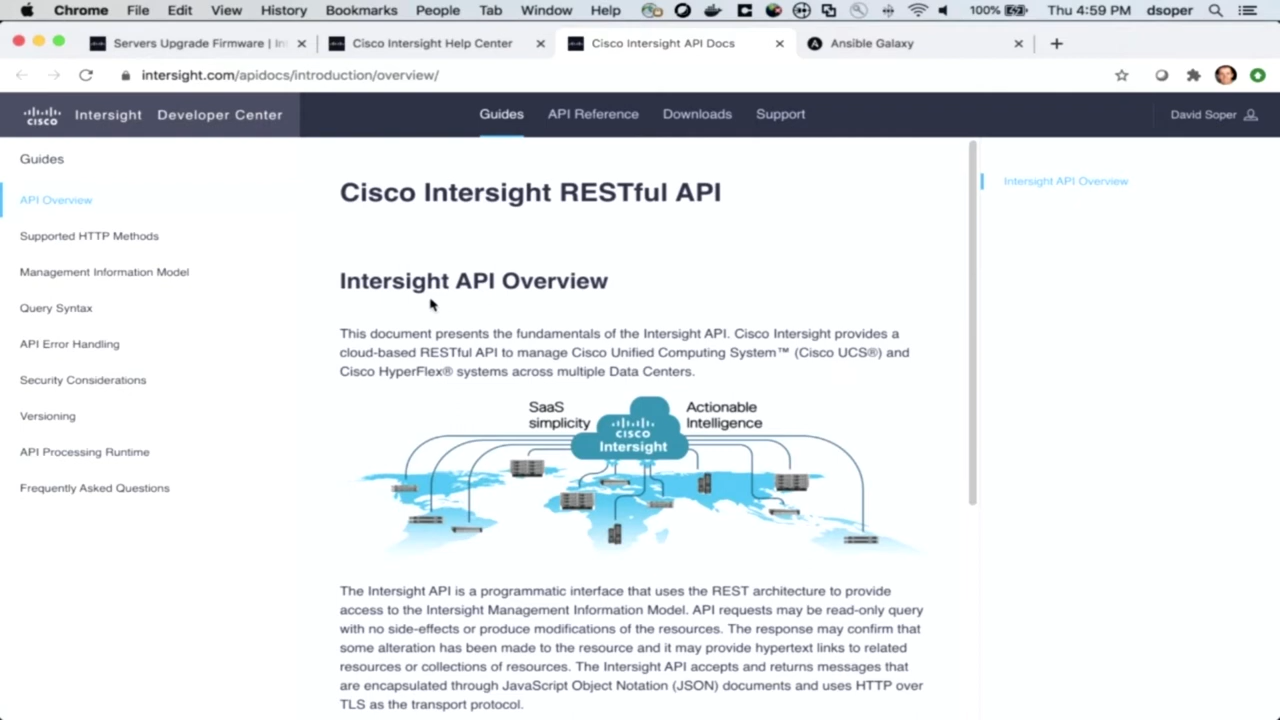 Chrome File Edit View History Bookmarks People Tab Window Help 100% Thu 4:59 PM dsoper
Servers Upgrade Firmware | In
Cisco Intersight Help Center
Cisco Intersight API Docs
Ansible Galaxy
intersight.com/apidocs/introduction/overview/
CISCO Intersight Developer Center
Guides API Reference Downloads Support
David Soper
Guides
API Overview
Supported HTTP Methods
Management Information Model
Query Syntax
API Error Handling
Security Considerations
Versioning
API Processing Runtime
Frequently Asked Questions
Cisco Intersight RESTful API
Intersight API Overview
This document presents the fundamentals of the Intersight API. Cisco Intersight provides a
cloud-based RESTful API to manage Cisco Unified Computing System™ (Cisco UCS®) and
Cisco HyperFlex® systems across multiple Data Centers.
SaaS
simplicity
CISCO
Intersight
Actionable
Intelligence
The Intersight API is a programmatic interface that uses the REST architecture to provide
access to the Intersight Management Information Model. API requests may be read-only query
with no side-effects or produce modifications of the resources. The response may confirm that
some alteration has been made to the resource and it may provide hypertext links to related
resources or collections of resources. The Intersight API accepts and returns messages that
are encapsulated through JavaScript Object Notation (JSON) documents and uses HTTP over
TLS as the transport protocol.
Intersight API Overview